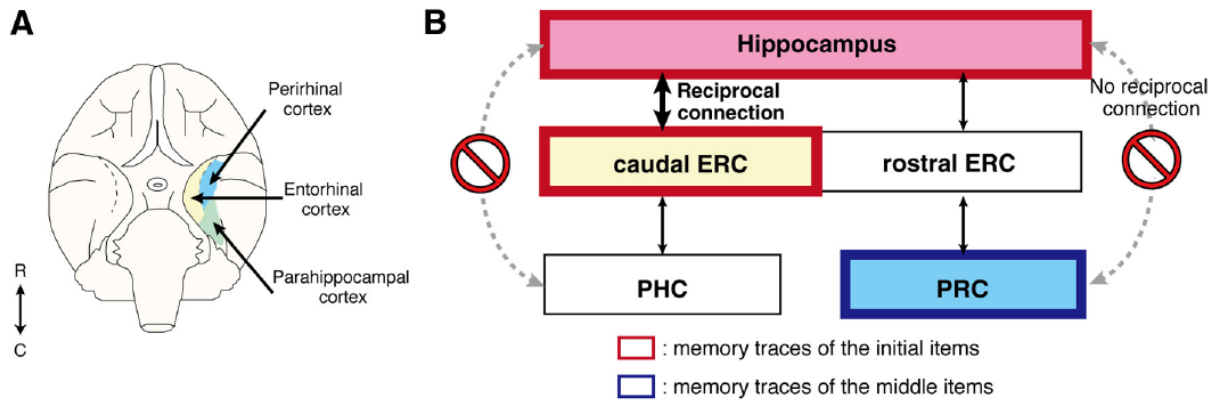 A
Perirhinal
cortex
Entorhinal
cortex
Parahippocampal
cortex
R
C
B
Hippocampus
Reciprocal
connection
No reciprocal
connection
caudal ERC
rostral ERC
PHC
PRC
: memory traces of the initial items
: memory traces of the middle items